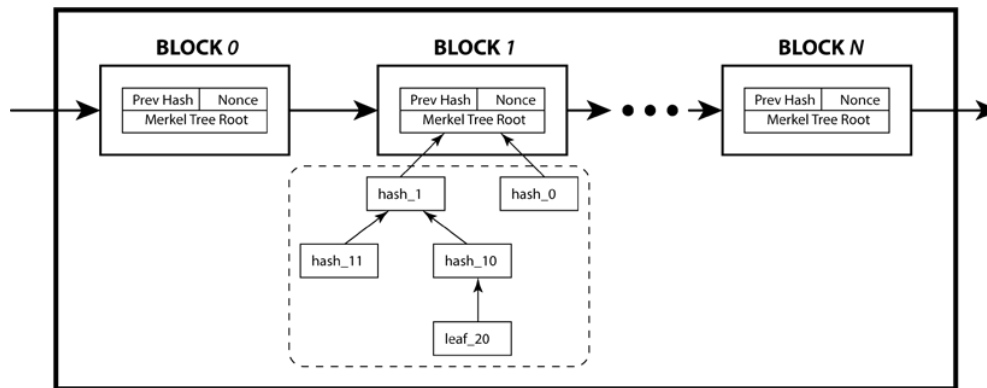 BLOCK 0
BLOCK 1
BLOCK N
Prev Hash Nonce
Merkel Tree Root
Prev Hash Nonce
Merkel Tree Root
Prev Hash Nonce
Merkel Tree Root
hash_1
hash_0
hash_11
hash_10
leaf_20